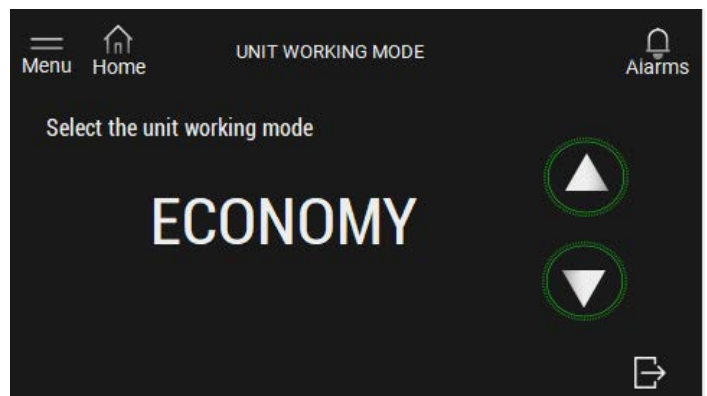 Menu
Home
UNIT WORKING MODE
Alarms
Select the unit working mode
ECONOMY